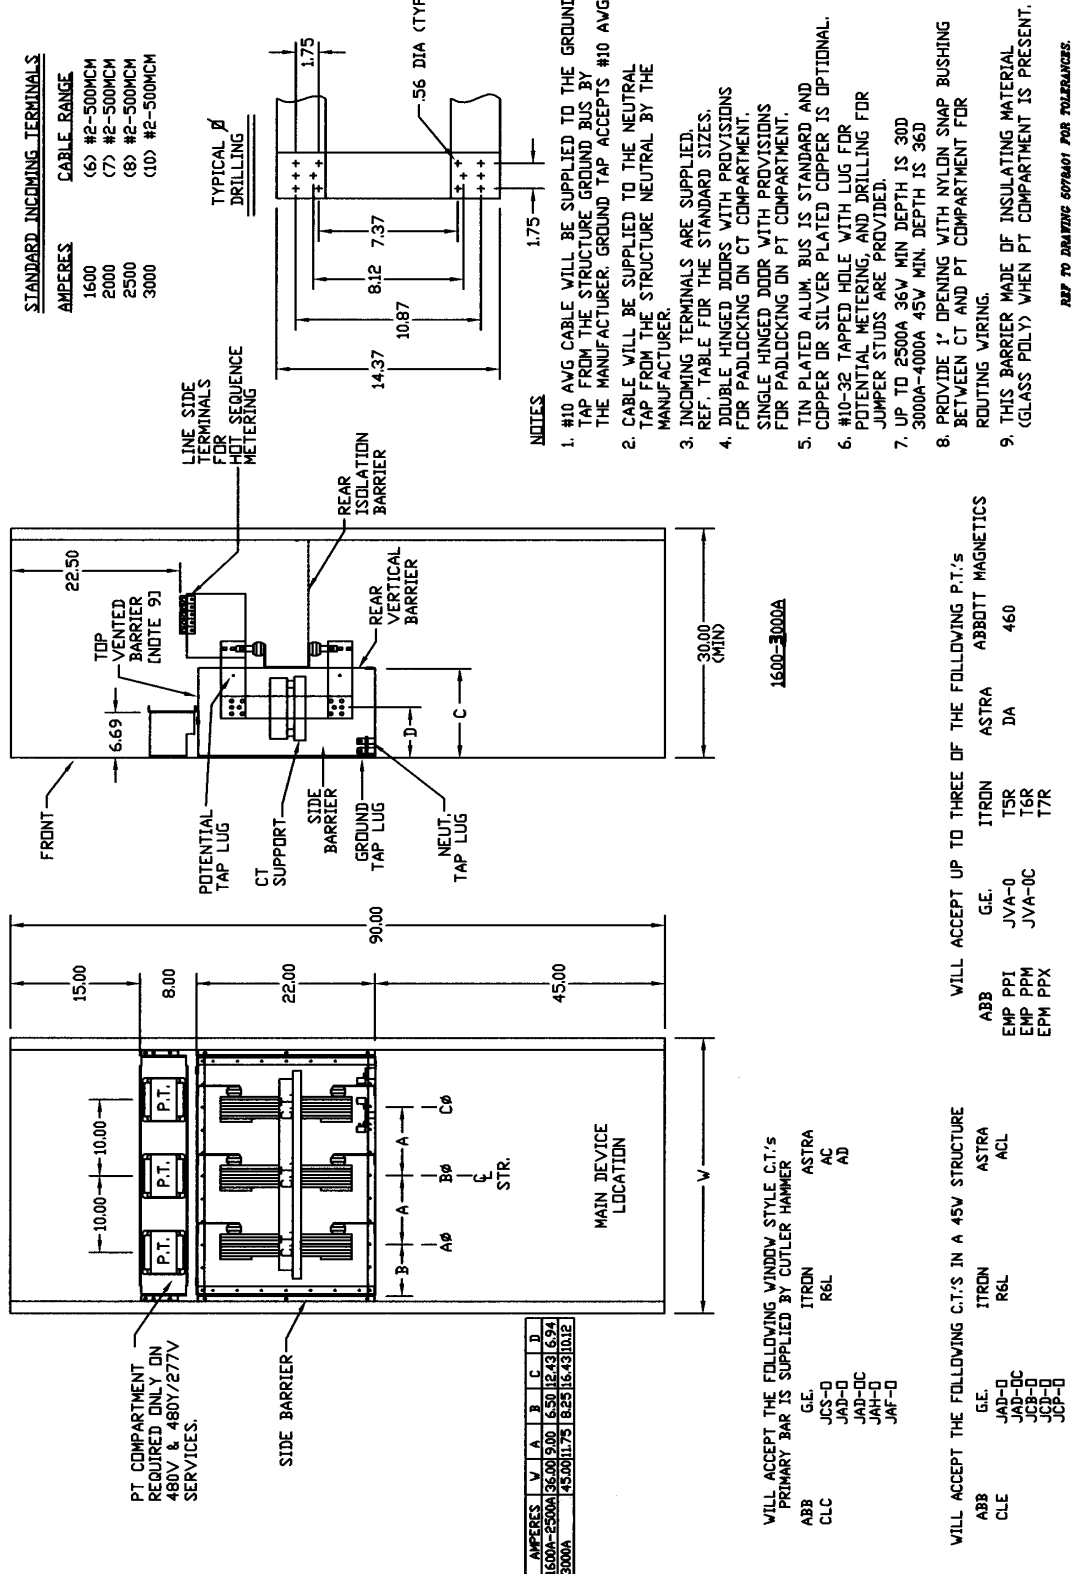 STANDARD INCOMING TERMINALS
AMPERES CABLE RANGE
1600 (6) #2-500MCM
2000 (7) #2-500MCM
2500 (8) #2-500MCM
3000 (10) #2-500MCM
TYPICAL Ø
DRILLING
1.75
.56 DIA (TYP
1.75
7.37
8.12
10.87
14.37
NOTES
1. #10 AWG CABLE WILL BE SUPPLIED TO THE GROUND
TAP FROM THE STRUCTURE GROUND BUS BY
THE MANUFACTURER. GROUND TAP ACCEPTS #10 AWG
2. CABLE WILL BE SUPPLIED TO THE NEUTRAL
TAP FROM THE STRUCTURE NEUTRAL BY THE
MANUFACTURER.
3. INCOMING TERMINALS ARE SUPPLIED.
REF. TABLE FOR THE STANDARD SIZES.
4. DOUBLE HINGED DOORS WITH PROVISIONS
FOR PADLOCKING ON CT COMPARTMENT.
SINGLE HINGED DOOR WITH PROVISIONS
FOR PADLOCKING ON PT COMPARTMENT.
5. TIN PLATED ALUM. BUS IS STANDARD AND
COPPER OR SILVER PLATED COPPER IS OPTIONAL.
6. #10-32 TAPPED HOLE WITH LUG FOR
POTENTIAL METERING, AND DRILLING FOR
JUMPER STUDS ARE PROVIDED.
7. UP TO 2500A 36W MIN DEPTH IS 30D
3000A-4000A 45W MIN. DEPTH IS 36D
8. PROVIDE 1" OPENING WITH NYLON SNAP BUSHING
BETWEEN CT AND PT COMPARTMENT FOR
ROUTING WIRING.
9. THIS BARRIER MADE OF INSULATING MATERIAL
(GLASS POLY) WHEN PT COMPARTMENT IS PRESENT.
REF TO DRAWING 6078A01 FOR TOLERANCES.
LINE SIDE
TERMINALS
FOR
HOT SEQUENCE
METERING
22.50
TOP
VENTED
BARRIER
[NOTE 9]
6.69
FRONT
REAR
ISOLATION
BARRIER
REAR
VERTICAL
BARRIER
POTENTIAL
TAP LUG
CT
SUPPORT
SIDE
BARRIER
GROUND
TAP LUG
NEUT.
TAP LUG
D
C
30.00
(MIN)
1600-3000A
90.00
15.00
8.00
22.00
45.00
10.00
10.00
P.T.
P.T.
P.T.
PT COMPARTMENT
REQUIRED ONLY ON
480V & 480Y/277V
SERVICES.
SIDE BARRIER
B
A
A
AØ
BØ
CØ
℄
STR.
MAIN DEVICE
LOCATION
W
AMPERES W A B C D
1600A-2500A 36.00 9.00 6.50 12.43 6.94
3000A 45.00 11.75 8.25 16.43 10.12
WILL ACCEPT THE FOLLOWING WINDOW STYLE C.T.'s
PRIMARY BAR IS SUPPLIED BY CUTLER HAMMER
ABB G.E. ITRON ASTRA
CLC JCS-0 R6L AC
JAD-0 AD
JAD-0C
JAH-0
JAF-0
WILL ACCEPT THE FOLLOWING C.T.'S IN A 45W STRUCTURE
ABB G.E. ITRON ASTRA
CLE JAD-0 R6L ACL
JAD-0C
JCB-0
JCD-0
JCP-0
WILL ACCEPT UP TO THREE OF THE FOLLOWING P.T.'s
ABB G.E. ITRON ASTRA ABBOTT MAGNETICS
EMP PPI JVA-0 T5R DA 460
EMP PPM JVA-0C T6R
EPM PPX T7R